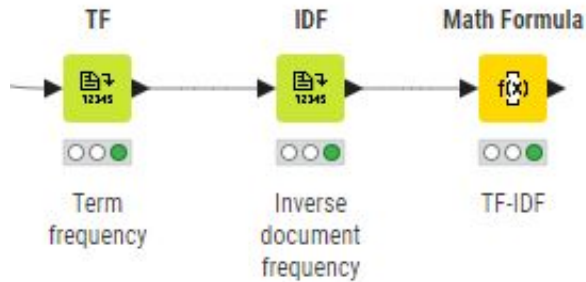 TF
IDF
Math Formula
12345
12345
f(x)
Term
frequency
Inverse
document
frequency
TF-IDF